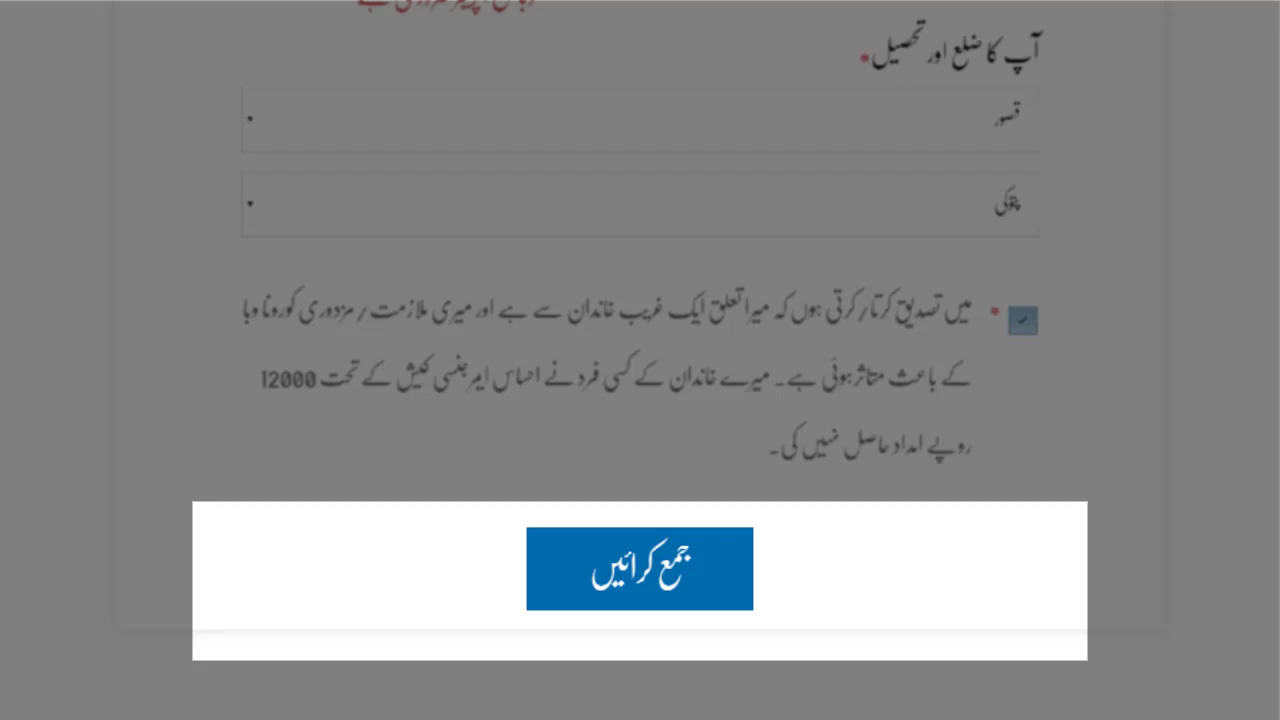 آپ کا ضلع اور تحصیل*
قصور
پتوکی
* میں تصدیق کرتا/کرتی ہوں کہ میرا تعلق ایک غریب خاندان سے ہے اور میری ملازمت/مزدوری کورونا وبا
کے باعث متاثر ہوئی ہے۔ میرے خاندان کے کسی فرد نے احساس ایمرجنسی کیش کے تحت 12000
روپے امداد حاصل نہیں کی۔
جمع کرائیں